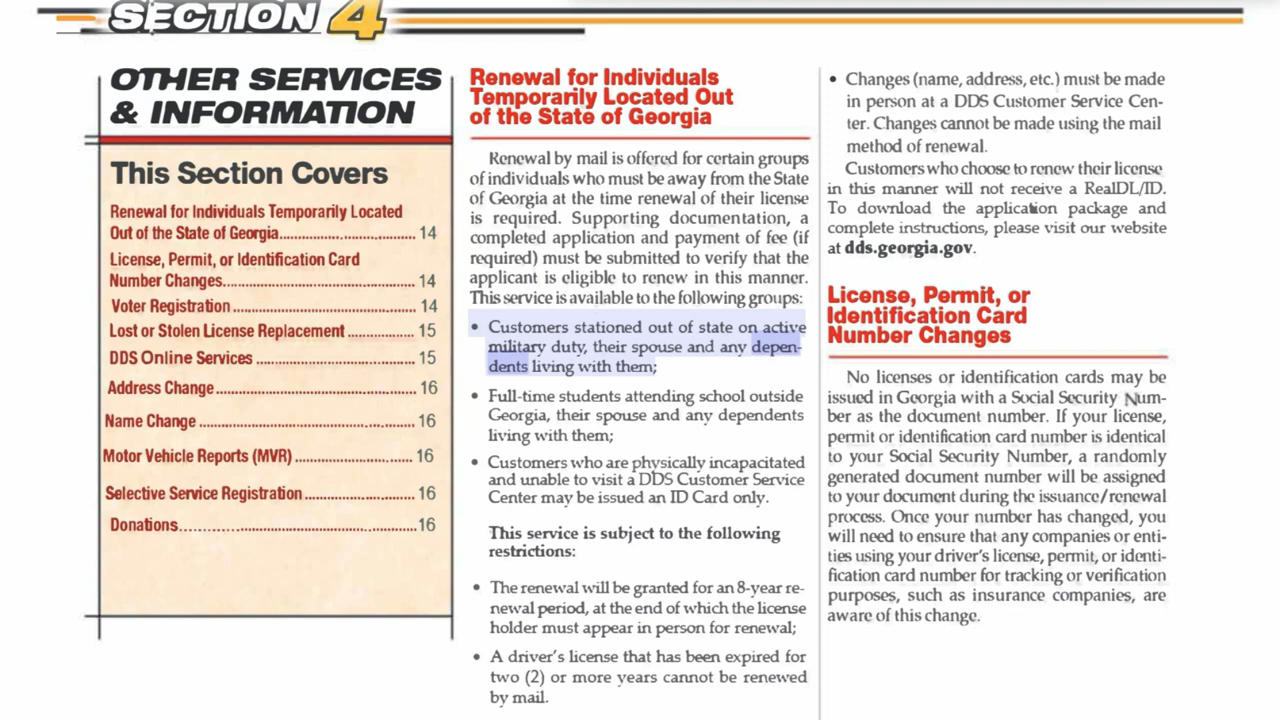 SECTION 4
OTHER SERVICES
& INFORMATION
This Section Covers
Renewal for Individuals Temporarily Located
Out of the State of Georgia.................................. 14
License, Permit, or Identification Card
Number Changes................................................ 14
Voter Registration .............................................. 14
Lost or Stolen License Replacement ................ 15
DDS Online Services ........................................ 15
Address Change ................................................ 16
Name Change .................................................... 16
Motor Vehicle Reports (MVR) ............................ 16
Selective Service Registration .......................... 16
Donations...........................................................16
Renewal for Individuals
Temporarily Located Out
of the State of Georgia
Renewal by mail is offered for certain groups
of individuals who must be away from the State
of Georgia at the time renewal of their license
is required. Supporting documentation, a
completed application and payment of fee (if
required) must be submitted to verify that the
applicant is eligible to renew in this manner.
This service is available to the following groups:
• Customers stationed out of state on active
military duty, their spouse and any depen-
dents living with them;
• Full-time students attending school outside
Georgia, their spouse and any dependents
living with them;
• Customers who are physically incapacitated
and unable to visit a DDS Customer Service
Center may be issued an ID Card only.
This service is subject to the following
restrictions:
• The renewal will be granted for an 8-year re-
newal period, at the end of which the license
holder must appear in person for renewal;
• A driver's license that has been expired for
two (2) or more years cannot be renewed
by mail.
• Changes (name, address, etc.) must be made
in person at a DDS Customer Service Cen-
ter. Changes cannot be made using the mail
method of renewal.
Customers who choose to renew their license
in this manner will not receive a RealDL/ID.
To download the application package and
complete instructions, please visit our website
at dds.georgia.gov.
License, Permit, or
Identification Card
Number Changes
No licenses or identification cards may be
issued in Georgia with a Social Security Num-
ber as the document number. If your license,
permit or identification card number is identical
to your Social Security Number, a randomly
generated document number will be assigned
to your document during the issuance/renewal
process. Once your number has changed, you
will need to ensure that any companies or enti-
ties using your driver's license, permit, or identi-
fication card number for tracking or verification
purposes, such as insurance companies, are
aware of this change.